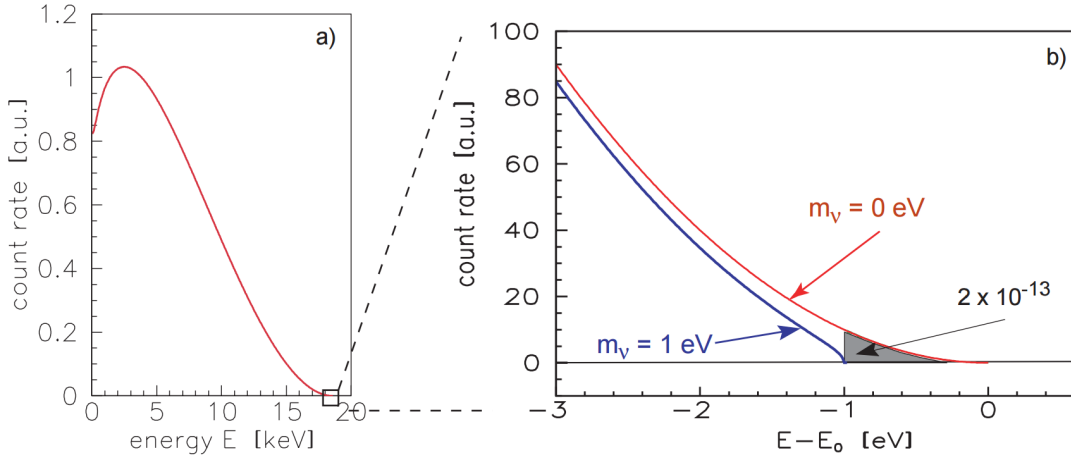 a)
count rate [a.u.]
1.2
1
0.8
0.6
0.4
0.2
0
0 5 10 15 20
energy E [keV]
b)
count rate [a.u.]
100
80
60
40
20
0
mν = 0 eV
2 x 10⁻¹³
mν = 1 eV
−3 −2 −1 0
E−E₀ [eV]